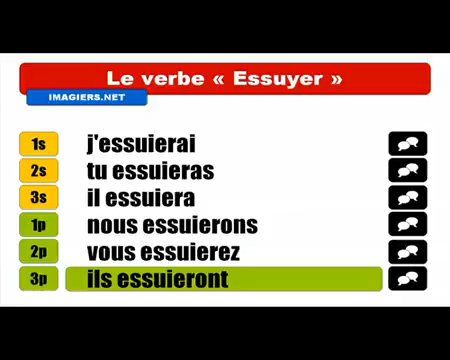 Le verbe « Essuyer »
IMAGIERS.NET
1s j'essuierai
2s tu essuieras
3s il essuiera
1p nous essuierons
2p vous essuierez
3p ils essuieront